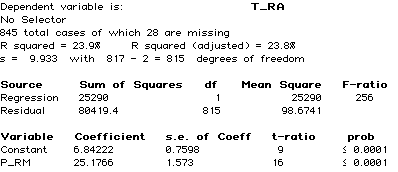 Dependent variable is: T_RA
No Selector
845 total cases of which 28 are missing
R squared = 23.9% R squared (adjusted) = 23.8%
s = 9.933 with 817 - 2 = 815 degrees of freedom
Source Sum of Squares df Mean Square F-ratio
Regression 25290 1 25290 256
Residual 80419.4 815 98.6741
Variable Coefficient s.e. of Coeff t-ratio prob
Constant 6.84222 0.7598 9 ≤ 0.0001
P_RM 25.1766 1.573 16 ≤ 0.0001